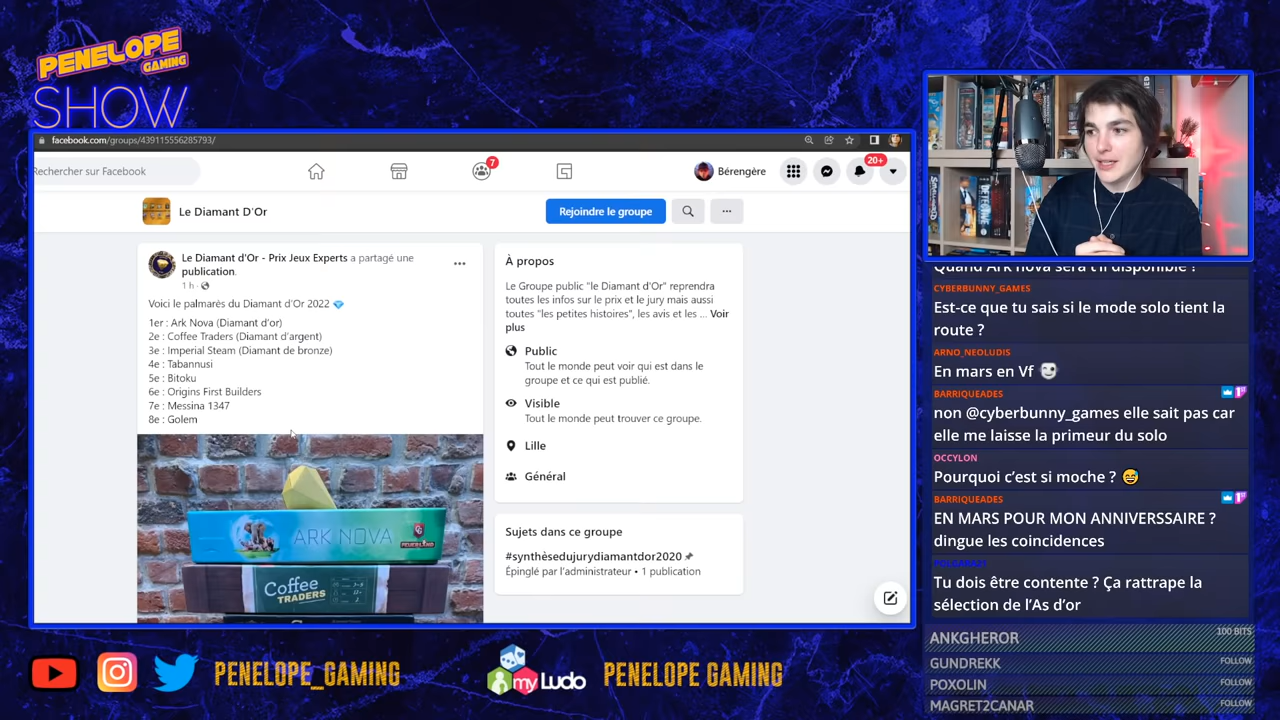 PENELOPE
GAMING
SHOW
facebook.com/groups/439115556285793/
Rechercher sur Facebook
7
Bérengère
20+
Le Diamant D'Or
Rejoindre le groupe
Le Diamant d'Or - Prix Jeux Experts a partagé une
publication.
1 h
Voici le palmarès du Diamant d'Or 2022 💎
1er : Ark Nova (Diamant d'or)
2e : Coffee Traders (Diamant d'argent)
3e : Imperial Steam (Diamant de bronze)
4e : Tabannusi
5e : Bitoku
6e : Origins First Builders
7e : Messina 1347
8e : Golem
ARK NOVA
FEUERLAND
Coffee
TRADERS
À propos
Le Groupe public "le Diamant d'Or" reprendra
toutes les infos sur le prix et le jury mais aussi
toutes "les petites histoires", les avis et les ... Voir
plus
Public
Tout le monde peut voir qui est dans le
groupe et ce qui est publié.
Visible
Tout le monde peut trouver ce groupe.
Lille
Général
Sujets dans ce groupe
#synthèsedujurydiamantdor2020
Épinglé par l'administrateur • 1 publication
Quand Ark nova sera t'il disponible ?
CYBERBUNNY_GAMES
Est-ce que tu sais si le mode solo tient la
route ?
ARNO_NEOLUDIS
En mars en Vf
BARRIQUEADES
non @cyberbunny_games elle sait pas car
elle me laisse la primeur du solo
OCCYLON
Pourquoi c'est si moche ? 😅
BARRIQUEADES
EN MARS POUR MON ANNIVERSSAIRE ?
dingue les coincidences
Tu dois être contente ? Ça rattrape la
sélection de l'As d'or
ANKGHEROR 100 BITS
GUNDREKK FOLLOW
POXOLIN FOLLOW
MAGRET2CANAR FOLLOW
PENELOPE_GAMING
myLudo
PENELOPE GAMING